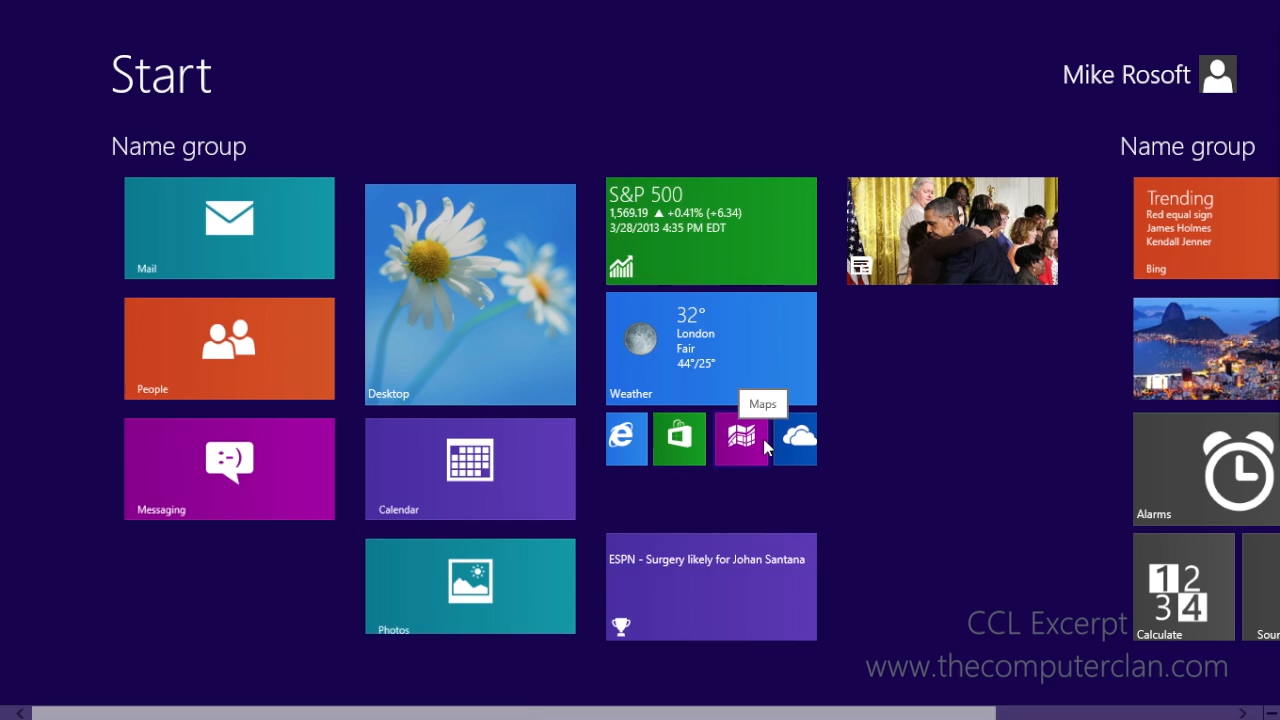 Start
Mike Rosoft
Name group
Name group
Mail
People
Messaging
Desktop
Calendar
Photos
S&P 500
1,569.19 ▲ +0.41% (+6.34)
3/28/2013 4:35 PM EDT
32°
London
Fair
44°/25°
Weather
Maps
ESPN - Surgery likely for Johan Santana
Trending
Red equal sign
James Holmes
Kendall Jenner
Bing
Alarms
12
34
Calculate
Soun
CCL Excerpt
www.thecomputerclan.com